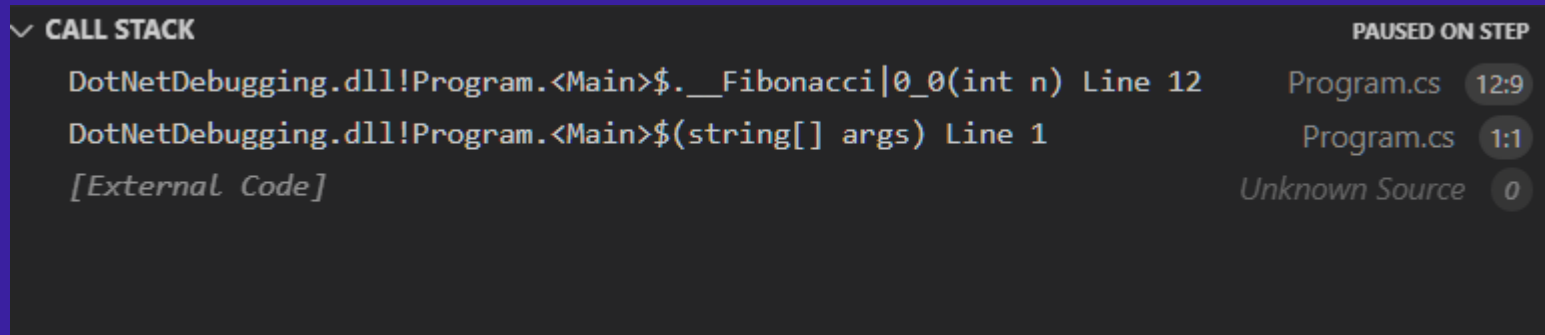 CALL STACK PAUSED ON STEP
DotNetDebugging.dll!Program.<Main>$.__Fibonacci|0_0(int n) Line 12 Program.cs 12:9
DotNetDebugging.dll!Program.<Main>$(string[] args) Line 1 Program.cs 1:1
[External Code] Unknown Source 0